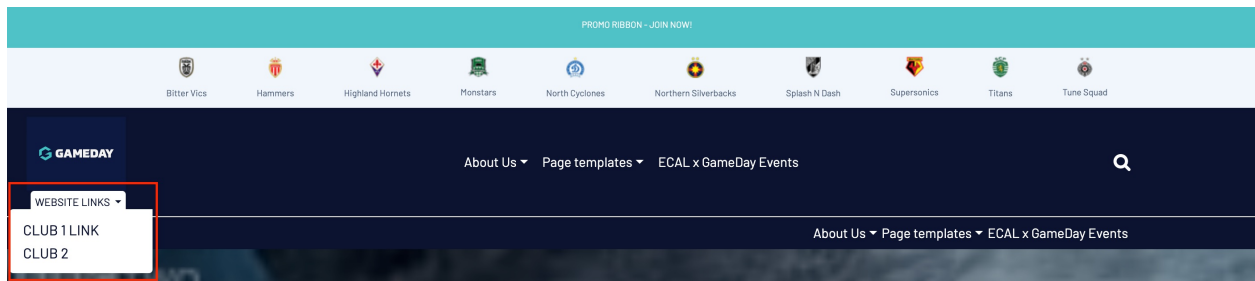 PROMO RIBBON - JOIN NOW!
Bitter Vics Hammers Highland Hornets Monstars North Cyclones Northern Silverbacks Splash N Dash Supersonics Titans Tune Squad
GAMEDAY
About Us Page templates ECAL x GameDay Events
WEBSITE LINKS
CLUB 1 LINK
CLUB 2
About Us Page templates ECAL x GameDay Events